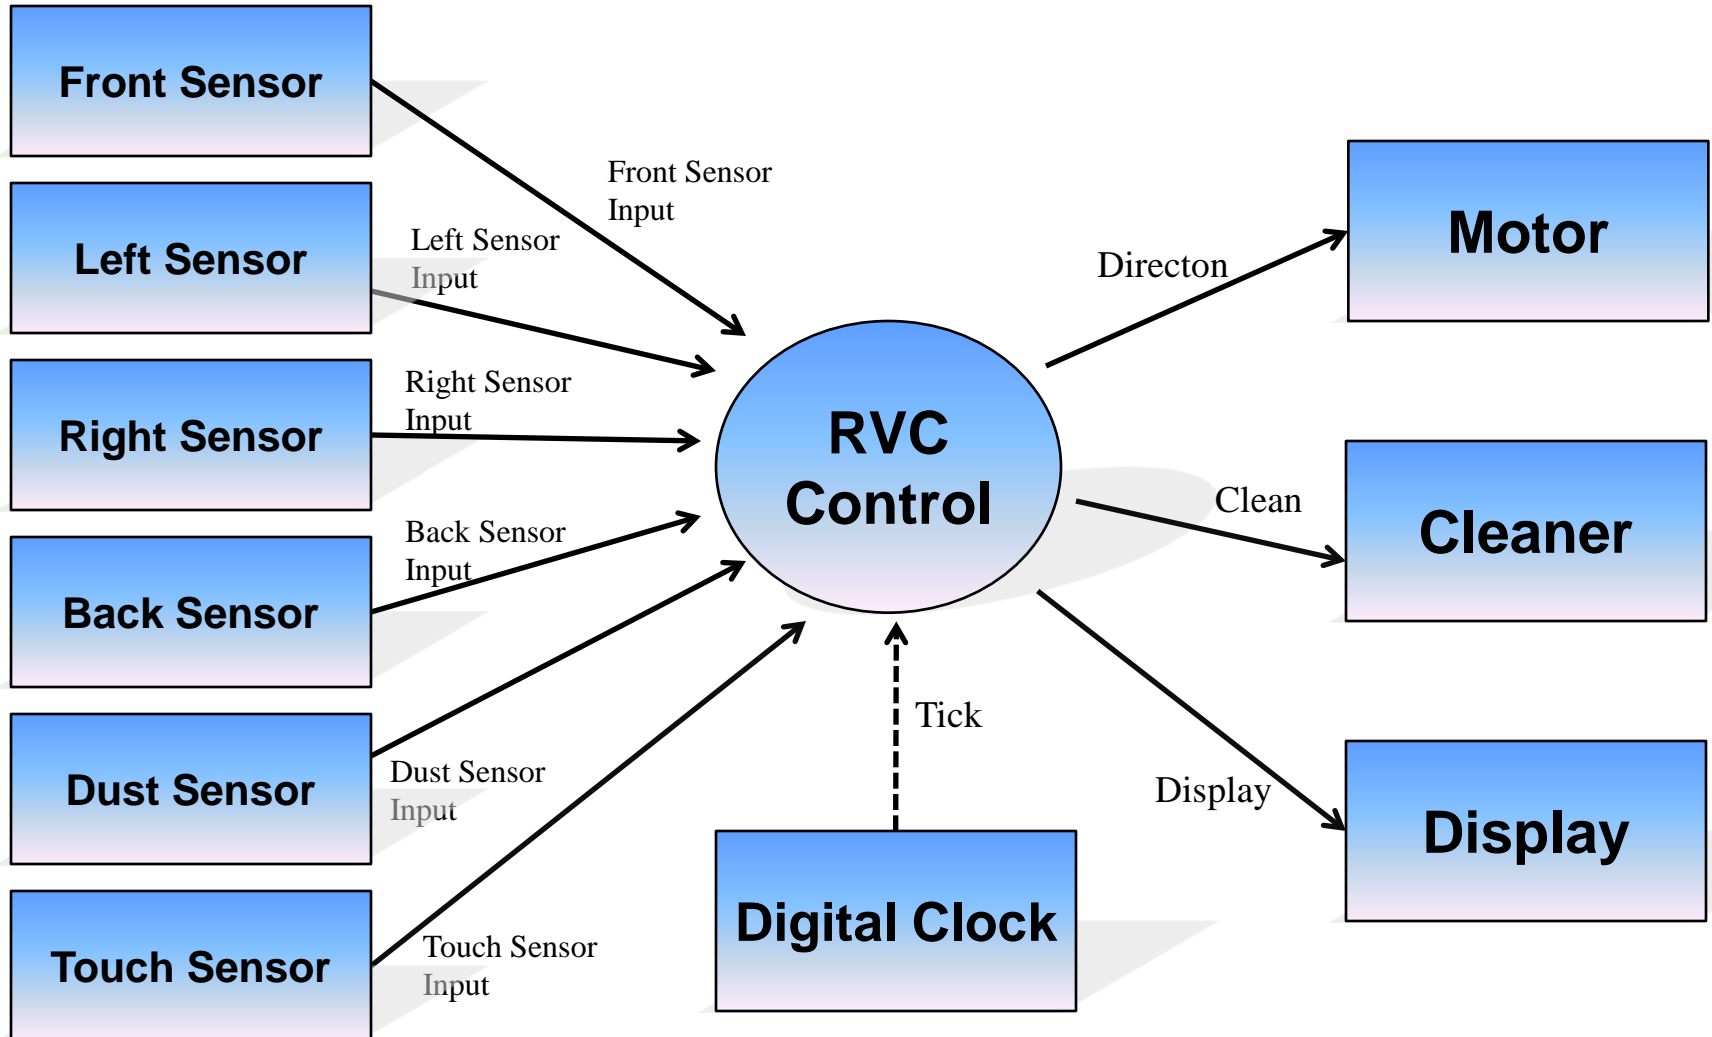 Front Sensor
Front Sensor
Input
Left Sensor
Left Sensor
Input
Right Sensor
Right Sensor
Input
Back Sensor
Back Sensor
Input
Dust Sensor
Dust Sensor
Input
Touch Sensor
Touch Sensor
Input
RVC
Control
Tick
Digital Clock
Directon
Motor
Clean
Cleaner
Display
Display